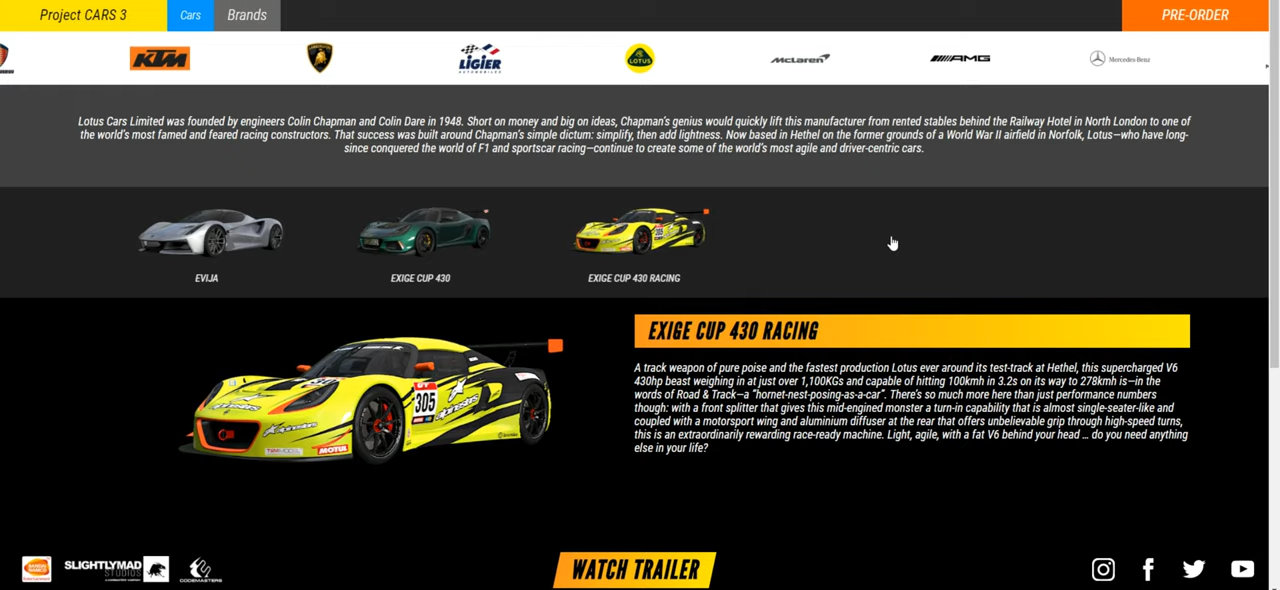 Project CARS 3
Cars
Brands
PRE-ORDER
KTM
LIGIER
AUTOMOBILES
LOTUS
McLaren
AMG
Mercedes-Benz
Lotus Cars Limited was founded by engineers Colin Chapman and Colin Dare in 1948. Short on money and big on ideas, Chapman's genius would quickly lift this manufacturer from rented stables behind the Railway Hotel in North London to one of
the world's most famed and feared racing constructors. That success was built around Chapman's simple dictum: simplify, then add lightness. Now based in Hethel on the former grounds of a World War II airfield in Norfolk, Lotus—who have long-
since conquered the world of F1 and sportscar racing—continue to create some of the world's most agile and driver-centric cars.
EVIJA
EXIGE CUP 430
EXIGE CUP 430 RACING
EXIGE CUP 430 RACING
A track weapon of pure poise and the fastest production Lotus ever around its test-track at Hethel, this supercharged V6
430hp beast weighing in at just over 1,100KGs and capable of hitting 100kmh in 3.2s on its way to 278kmh is—in the
words of Road & Track—a "hornet-nest-posing-as-a-car". There's so much more here than just performance numbers
though: with a front splitter that gives this mid-engined monster a turn-in capability that is almost single-seater-like and
coupled with a motorsport wing and aluminium diffuser at the rear that offers unbelievable grip through high-speed turns,
this is an extraordinarily rewarding race-ready machine. Light, agile, with a fat V6 behind your head ... do you need anything
else in your life?
GT
305
MOTUL
SLIGHTLYMAD
STUDIOS
CODEMASTERS
WATCH TRAILER